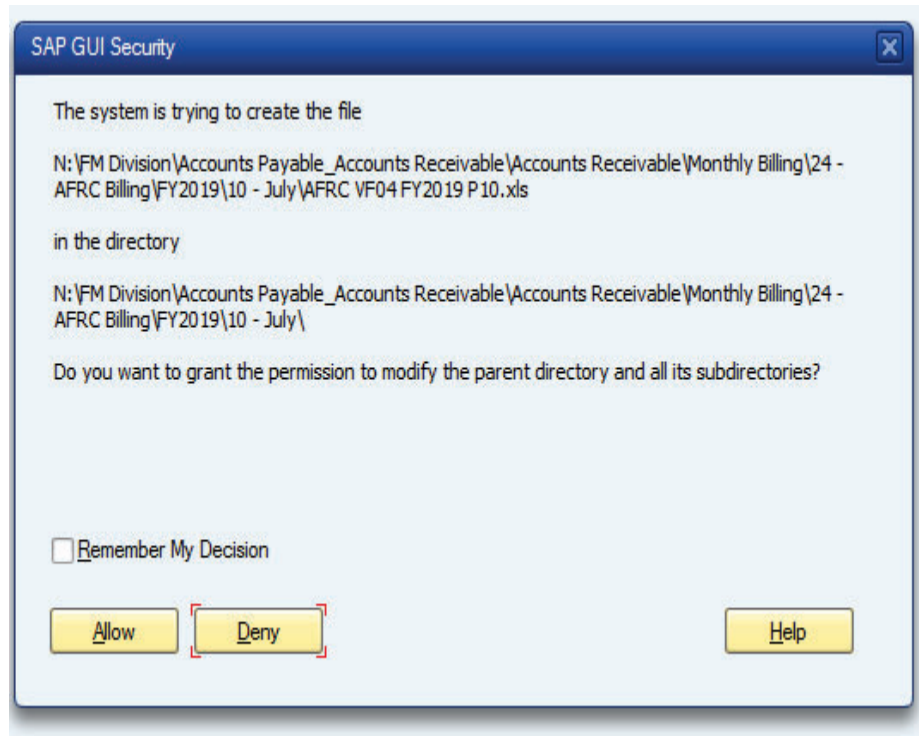 SAP GUI Security
The system is trying to create the file
N:\FM Division\Accounts Payable_Accounts Receivable\Accounts Receivable\Monthly Billing\24 -
AFRC Billing\FY2019\10 - July\AFRC VF04 FY2019 P10.xls
in the directory
N:\FM Division\Accounts Payable_Accounts Receivable\Accounts Receivable\Monthly Billing\24 -
AFRC Billing\FY2019\10 - July\
Do you want to grant the permission to modify the parent directory and all its subdirectories?
Remember My Decision
Allow Deny Help